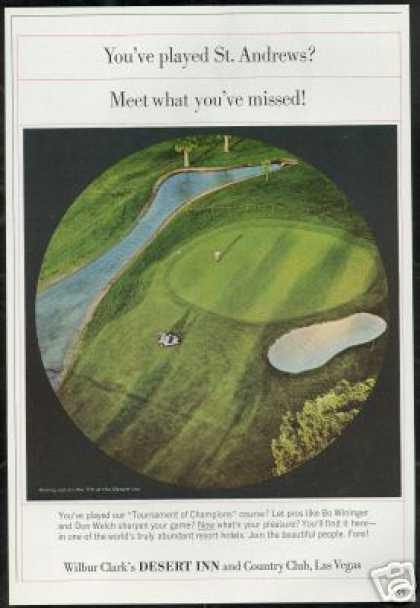 You've played St. Andrews?
Meet what you've missed!
You've played our "Tournament of Champions" course? Let pros like Bo Wininger
and Don Welch sharpen your game? Now what's your pleasure? You'll find it here—
in one of the world's truly abundant resort hotels. Join the beautiful people. Fore!
Wilbur Clark's DESERT INN and Country Club, Las Vegas